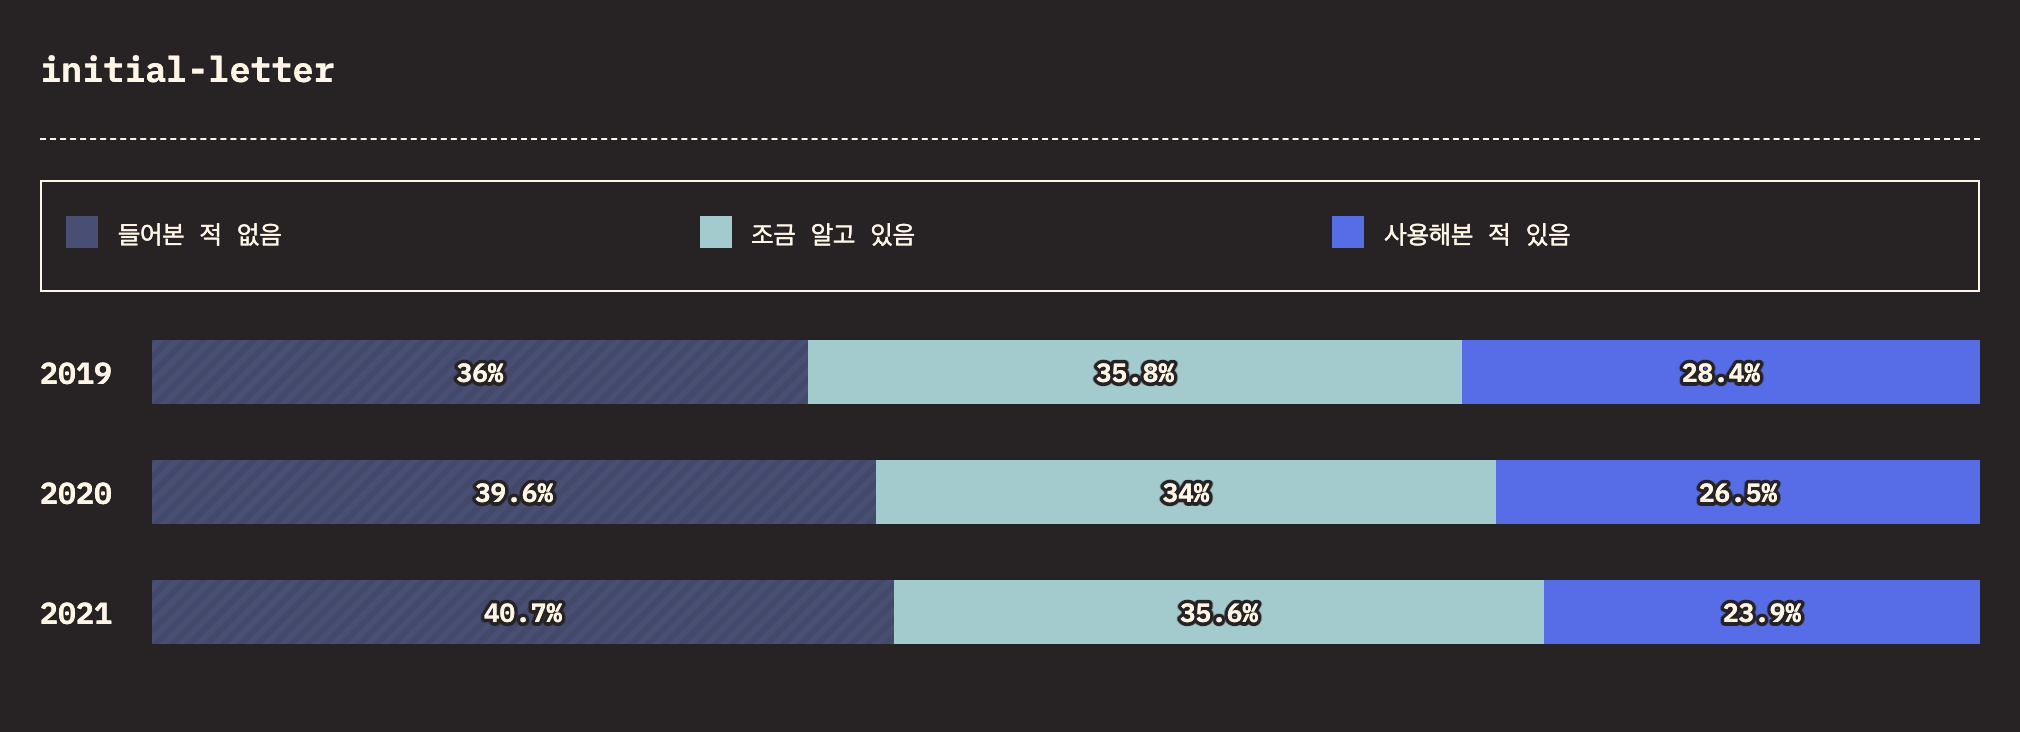 initial-letter
들어본 적 없음 조금 알고 있음 사용해본 적 있음
2019 36% 35.8% 28.4%
2020 39.6% 34% 26.5%
2021 40.7% 35.6% 23.9%